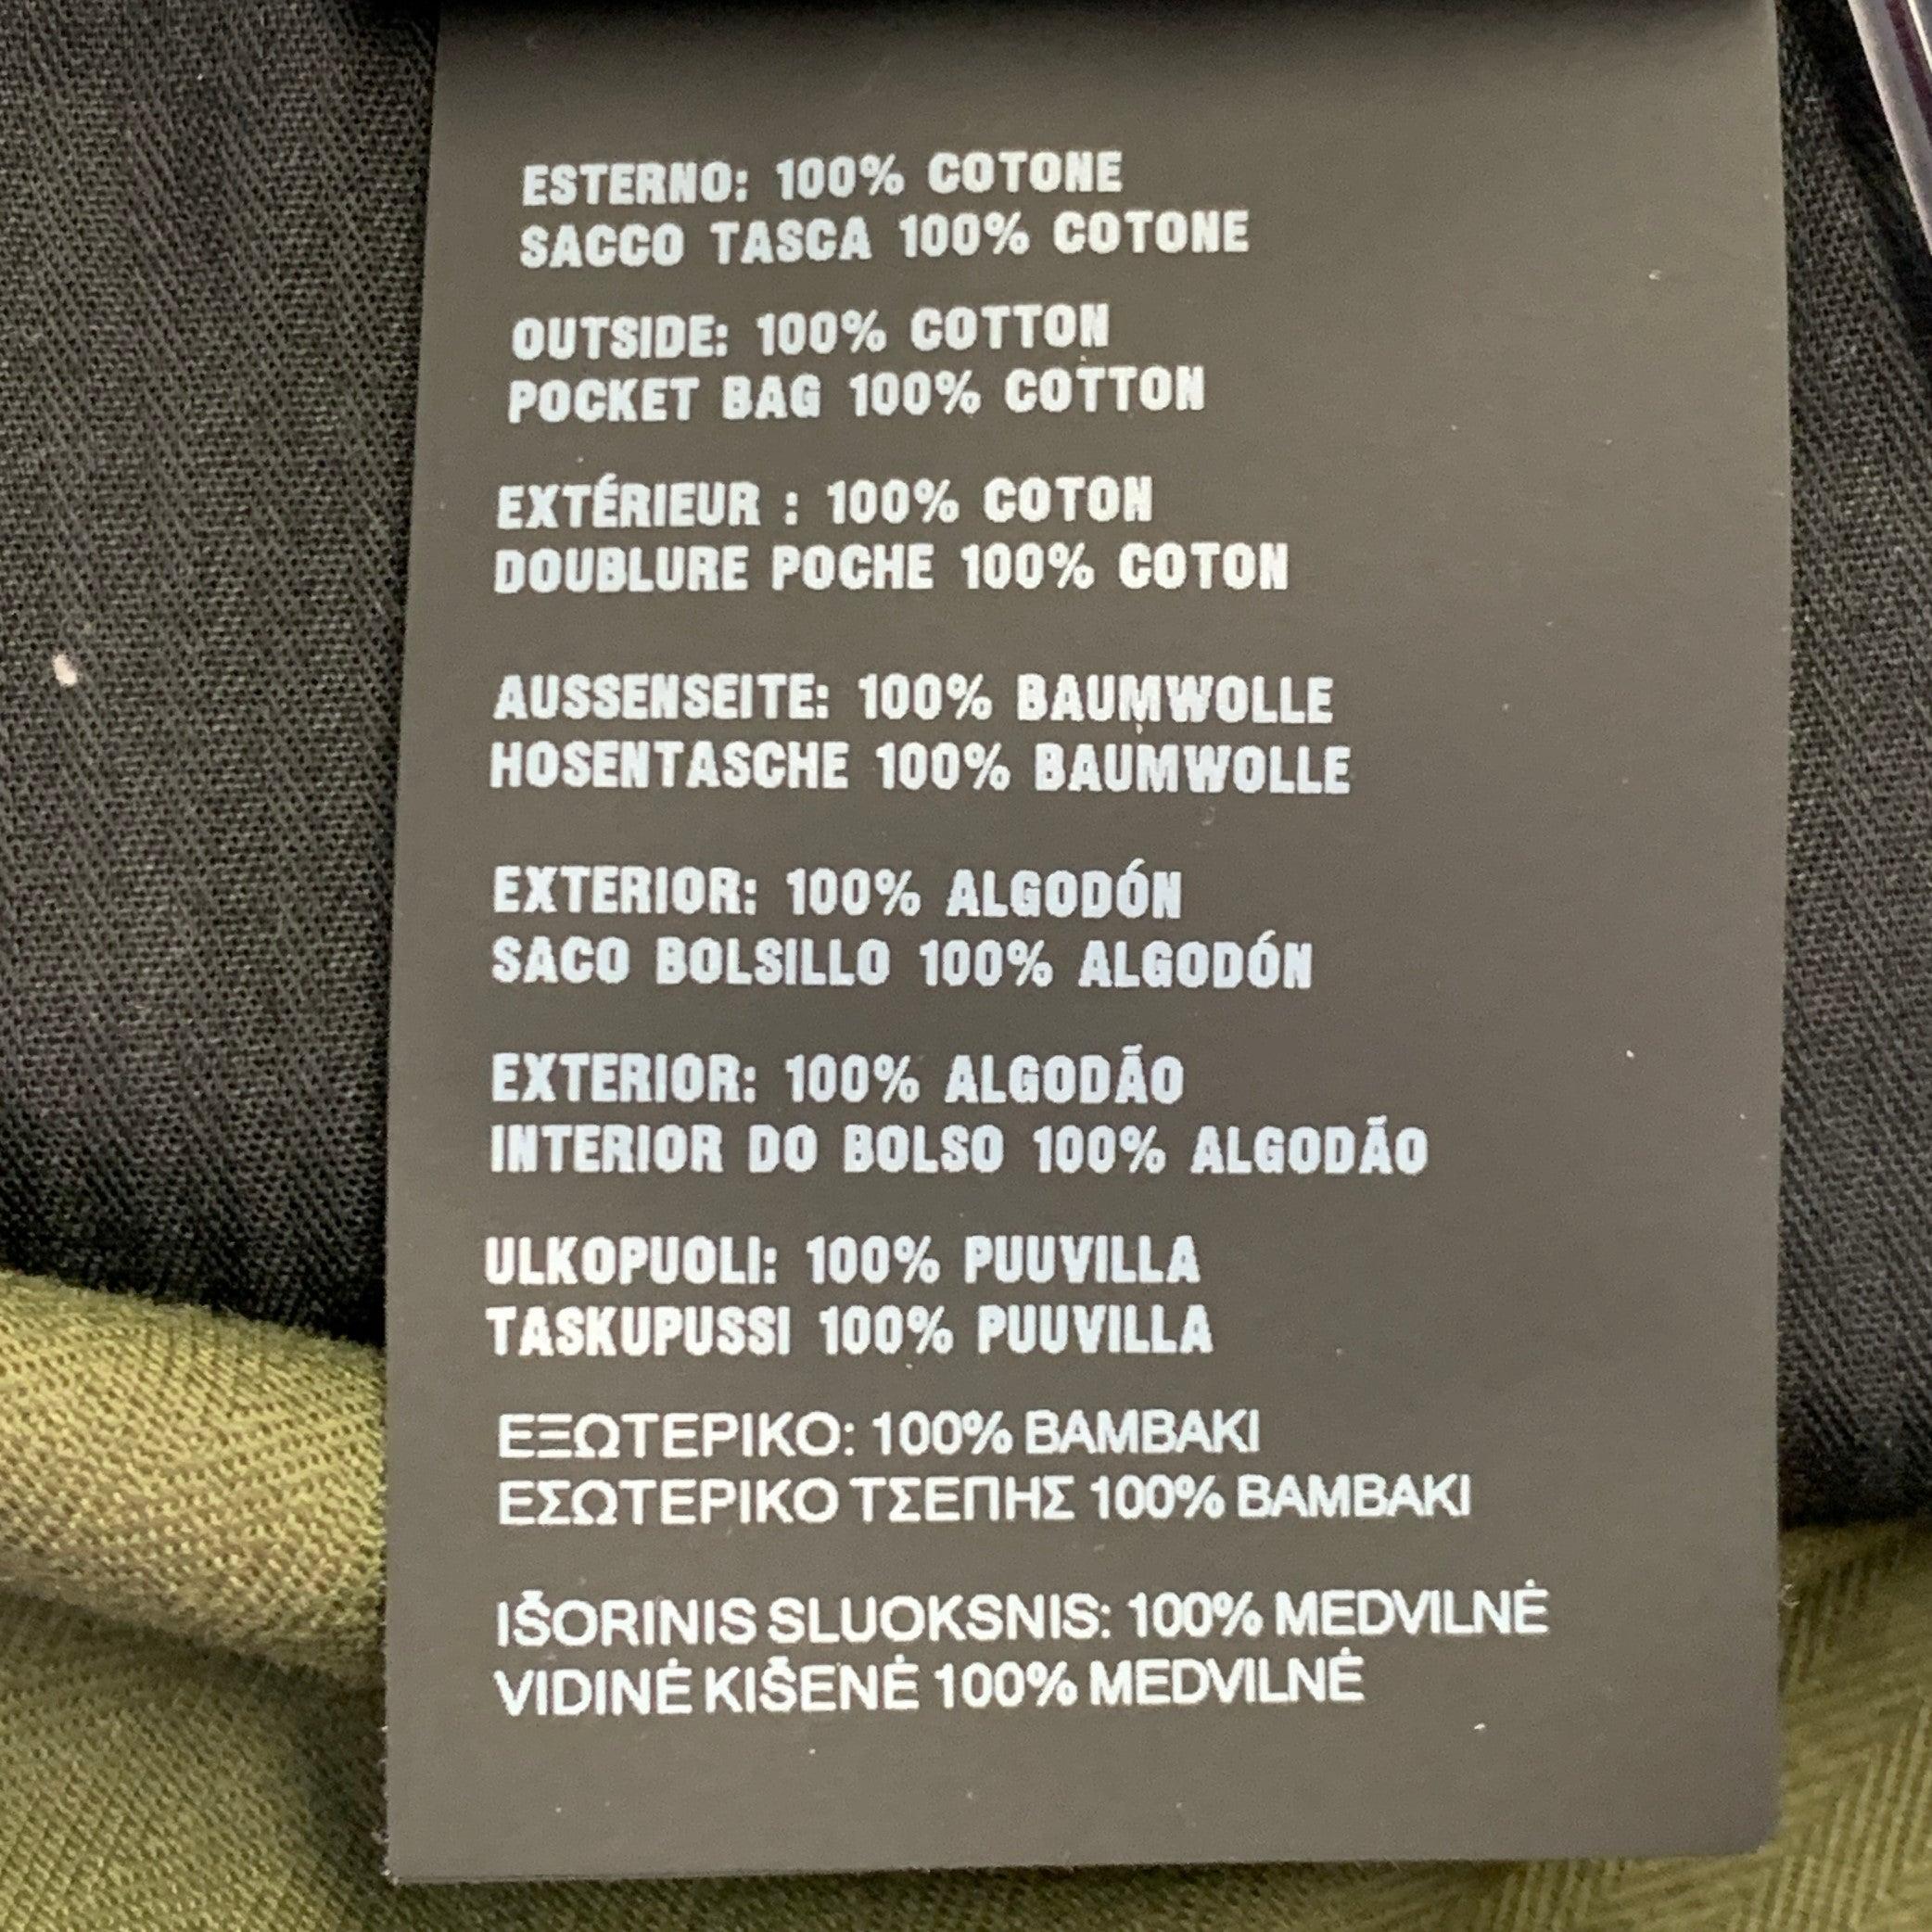 ESTERNO: 100% COTONE
SACCO TASCA 100% COTONE
OUTSIDE: 100% COTTON
POCKET BAG 100% COTTON
EXTÉRIEUR : 100% COTON
DOUBLURE POCHE 100% COTON
AUSSENSEITE: 100% BAUMWOLLE
HOSENTASCHE 100% BAUMWOLLE
EXTERIOR: 100% ALGODÓN
SACO BOLSILLO 100% ALGODÓN
EXTERIOR: 100% ALGODÃO
INTERIOR DO BOLSO 100% ALGODÃO
ULKOPUOLI: 100% PUUVILLA
TASKUPUSSI 100% PUUVILLA
ΕΞΩΤΕΡΙΚΟ: 100% ΒΑΜΒΑΚΙ
ΕΣΩΤΕΡΙΚΟ ΤΣΕΠΗΣ 100% ΒΑΜΒΑΚΙ
IŠORINIS SLUOKSNIS: 100% MEDVILNĖ
VIDINĖ KIŠENĖ 100% MEDVILNĖ